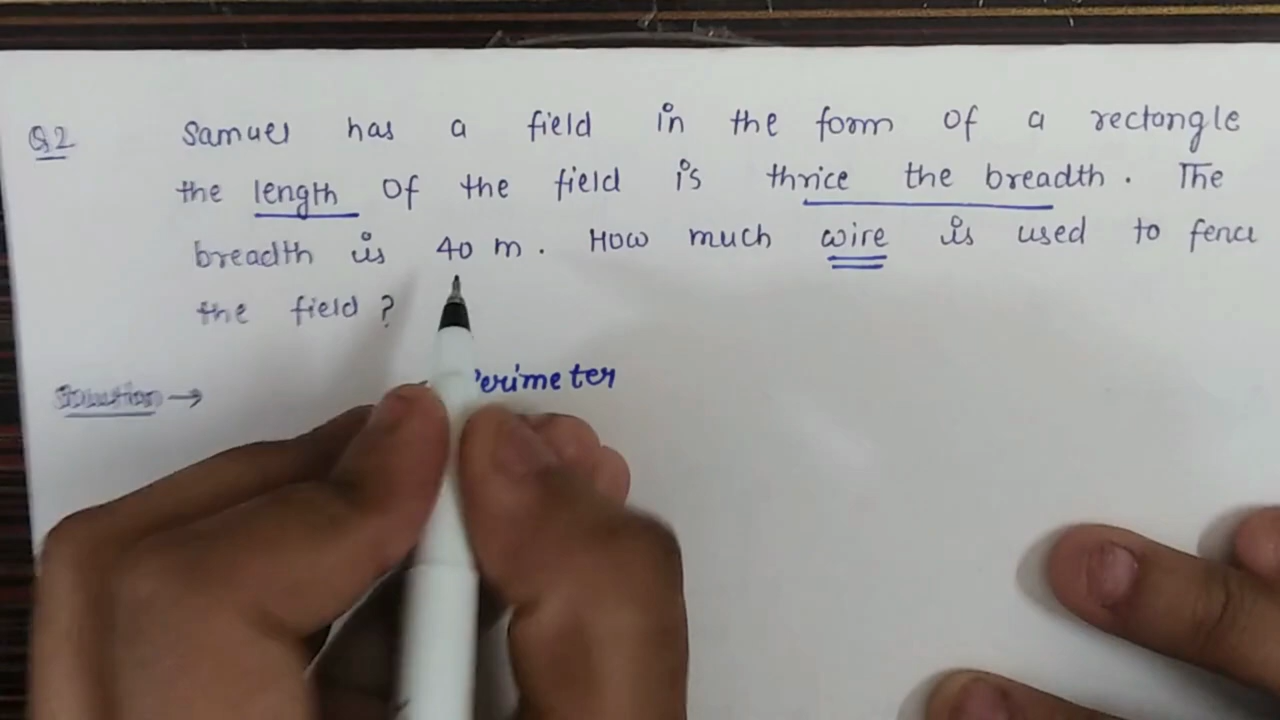 Q2 Samuel has a field in the form of a rectangle
the length of the field is thrice the breadth. The
breadth is 40 m. How much wire is used to fence
the field?
Solution → erimeter